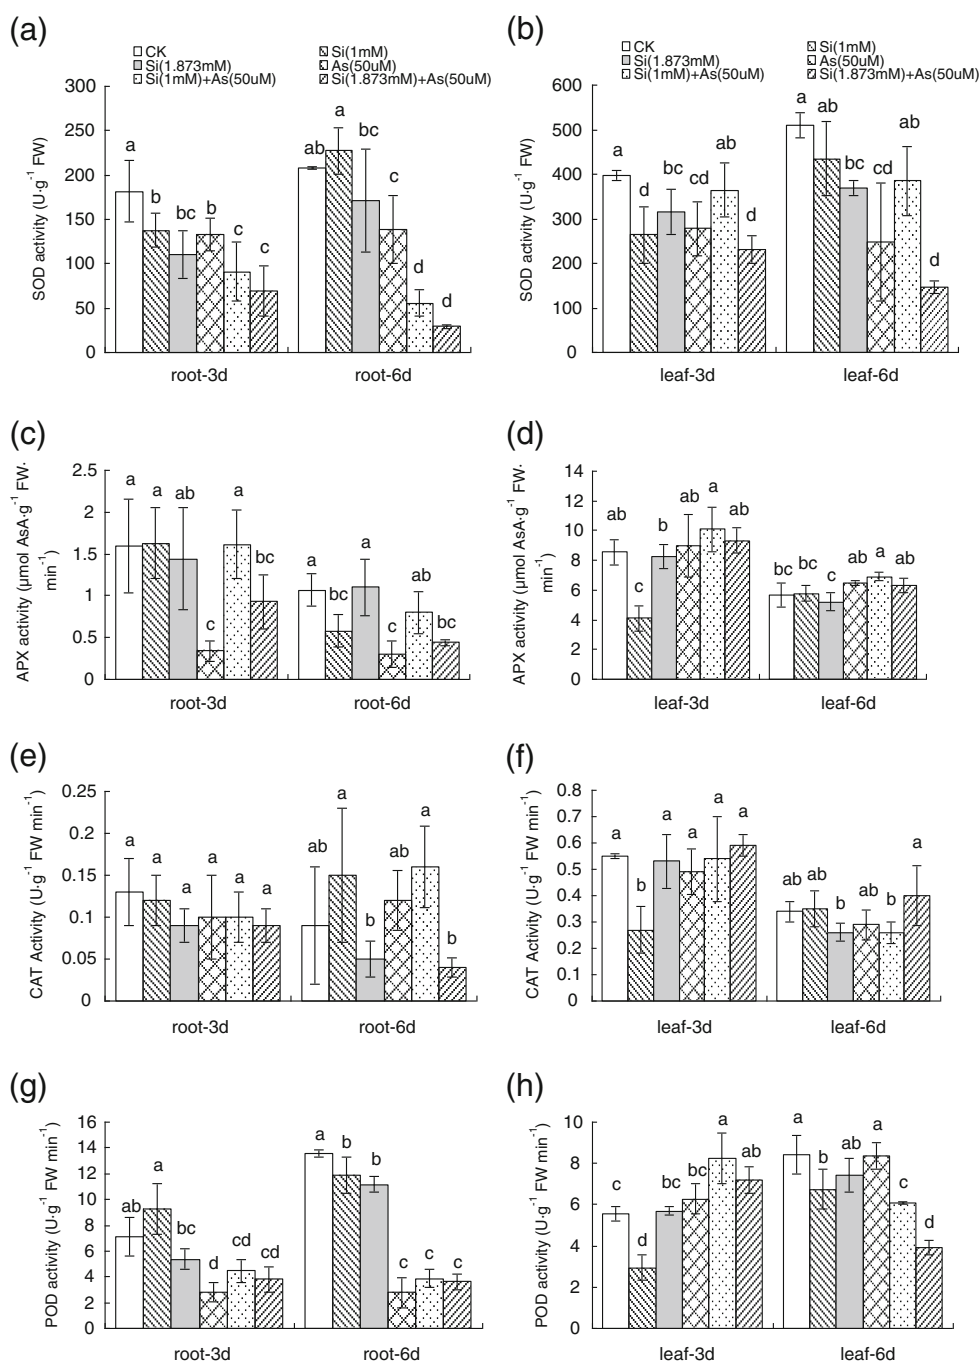 (a)
CK
Si(1mM)
Si(1.873mM)
As(50uM)
Si(1mM)+As(50uM)
Si(1.873mM)+As(50uM)
SOD activity (U·g⁻¹ FW)
300
250
200
150
100
50
0
a
b
bc
b
c
c
ab
a
bc
c
d
d
root-3d
root-6d
(b)
CK
Si(1mM)
Si(1.873mM)
As(50uM)
Si(1mM)+As(50uM)
Si(1.873mM)+As(50uM)
SOD activity (U·g⁻¹ FW)
600
500
400
300
200
100
0
a
d
bc
cd
ab
d
a
ab
bc
cd
ab
d
leaf-3d
leaf-6d
(c)
APX activity (μmol AsA·g⁻¹ FW·
min⁻¹)
2.5
2
1.5
1
0.5
0
a
a
ab
c
a
bc
a
bc
a
c
ab
bc
root-3d
root-6d
(d)
APX activity (μmol AsA·g⁻¹ FW·
min⁻¹)
14
12
10
8
6
4
2
0
ab
c
b
ab
a
ab
bc
bc
c
ab
a
ab
leaf-3d
leaf-6d
(e)
CAT Activity (U·g⁻¹ FW min⁻¹)
0.25
0.2
0.15
0.1
0.05
0
a
a
a
a
a
a
ab
a
b
ab
a
b
root-3d
root-6d
(f)
CAT Activity (U·g⁻¹ FW min⁻¹)
0.8
0.7
0.6
0.5
0.4
0.3
0.2
0.1
0
a
b
a
a
a
a
ab
ab
b
ab
b
a
leaf-3d
leaf-6d
(g)
POD activity (U·g⁻¹ FW min⁻¹)
16
14
12
10
8
6
4
2
0
ab
a
bc
d
cd
cd
a
b
b
c
c
c
root-3d
root-6d
(h)
POD activity (U·g⁻¹ FW min⁻¹)
10
8
6
4
2
0
c
d
bc
bc
a
ab
a
b
ab
a
c
d
leaf-3d
leaf-6d